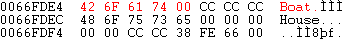 0066FDE4 42 6F 61 74 00 CC CC CC Boat.ÌÌÌ
0066FDEC 48 6F 75 73 65 00 00 00 House...
0066FDF4 00 00 CC CC 38 FE 66 00 ..ÌÌ8þf.